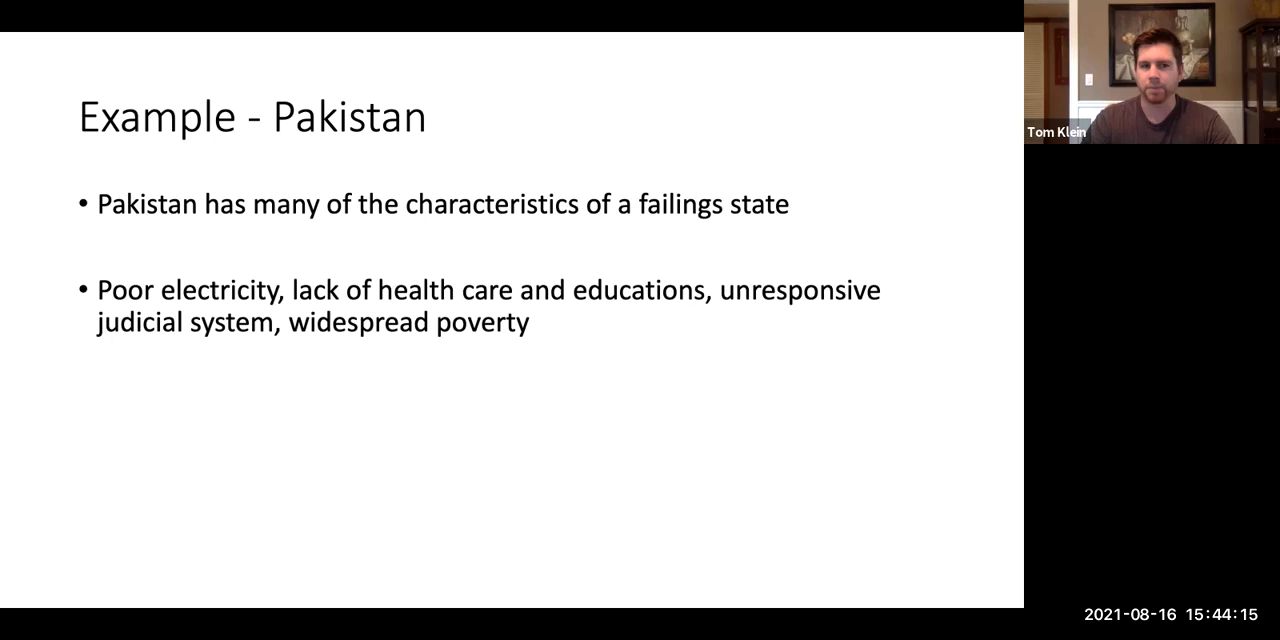 Example - Pakistan
• Pakistan has many of the characteristics of a failings state
• Poor electricity, lack of health care and educations, unresponsive
judicial system, widespread poverty
Tom Klein
2021-08-16 15:44:15